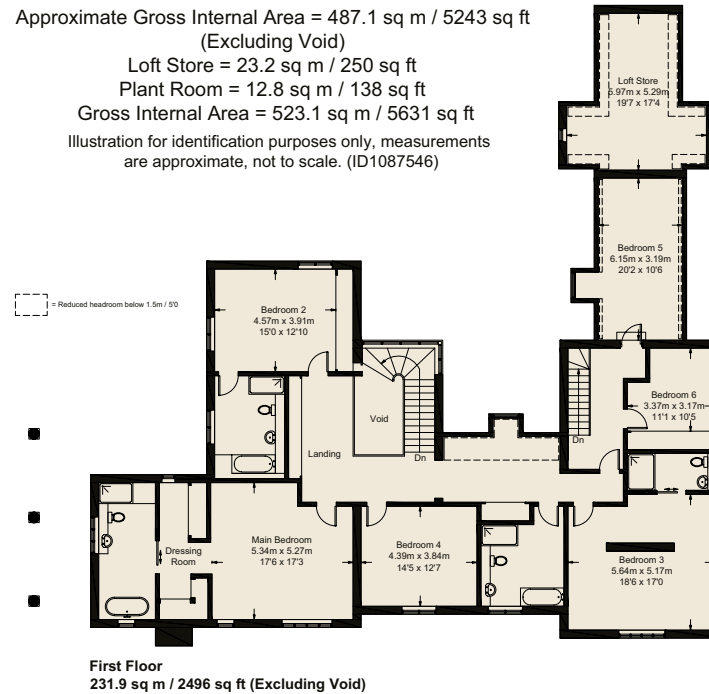 Approximate Gross Internal Area = 487.1 sq m / 5243 sq ft
(Excluding Void)
Loft Store = 23.2 sq m / 250 sq ft
Plant Room = 12.8 sq m / 138 sq ft
Gross Internal Area = 523.1 sq m / 5631 sq ft
Illustration for identification purposes only, measurements
are approximate, not to scale. (ID1087546)
Loft Store
5.97m x 5.29m
19'7 x 17'4
Bedroom 5
6.15m x 3.19m
20'2 x 10'6
= Reduced headroom below 1.5m / 5'0
Bedroom 2
4.57m x 3.91m
15'0 x 12'10
Bedroom 6
3.37m x 3.17m
11'1 x 10'5
Void
Landing
Dn
Dn
Dressing
Room
Main Bedroom
5.34m x 5.27m
17'6 x 17'3
Bedroom 4
4.39m x 3.84m
14'5 x 12'7
Bedroom 3
5.64m x 5.17m
18'6 x 17'0
First Floor
231.9 sq m / 2496 sq ft (Excluding Void)